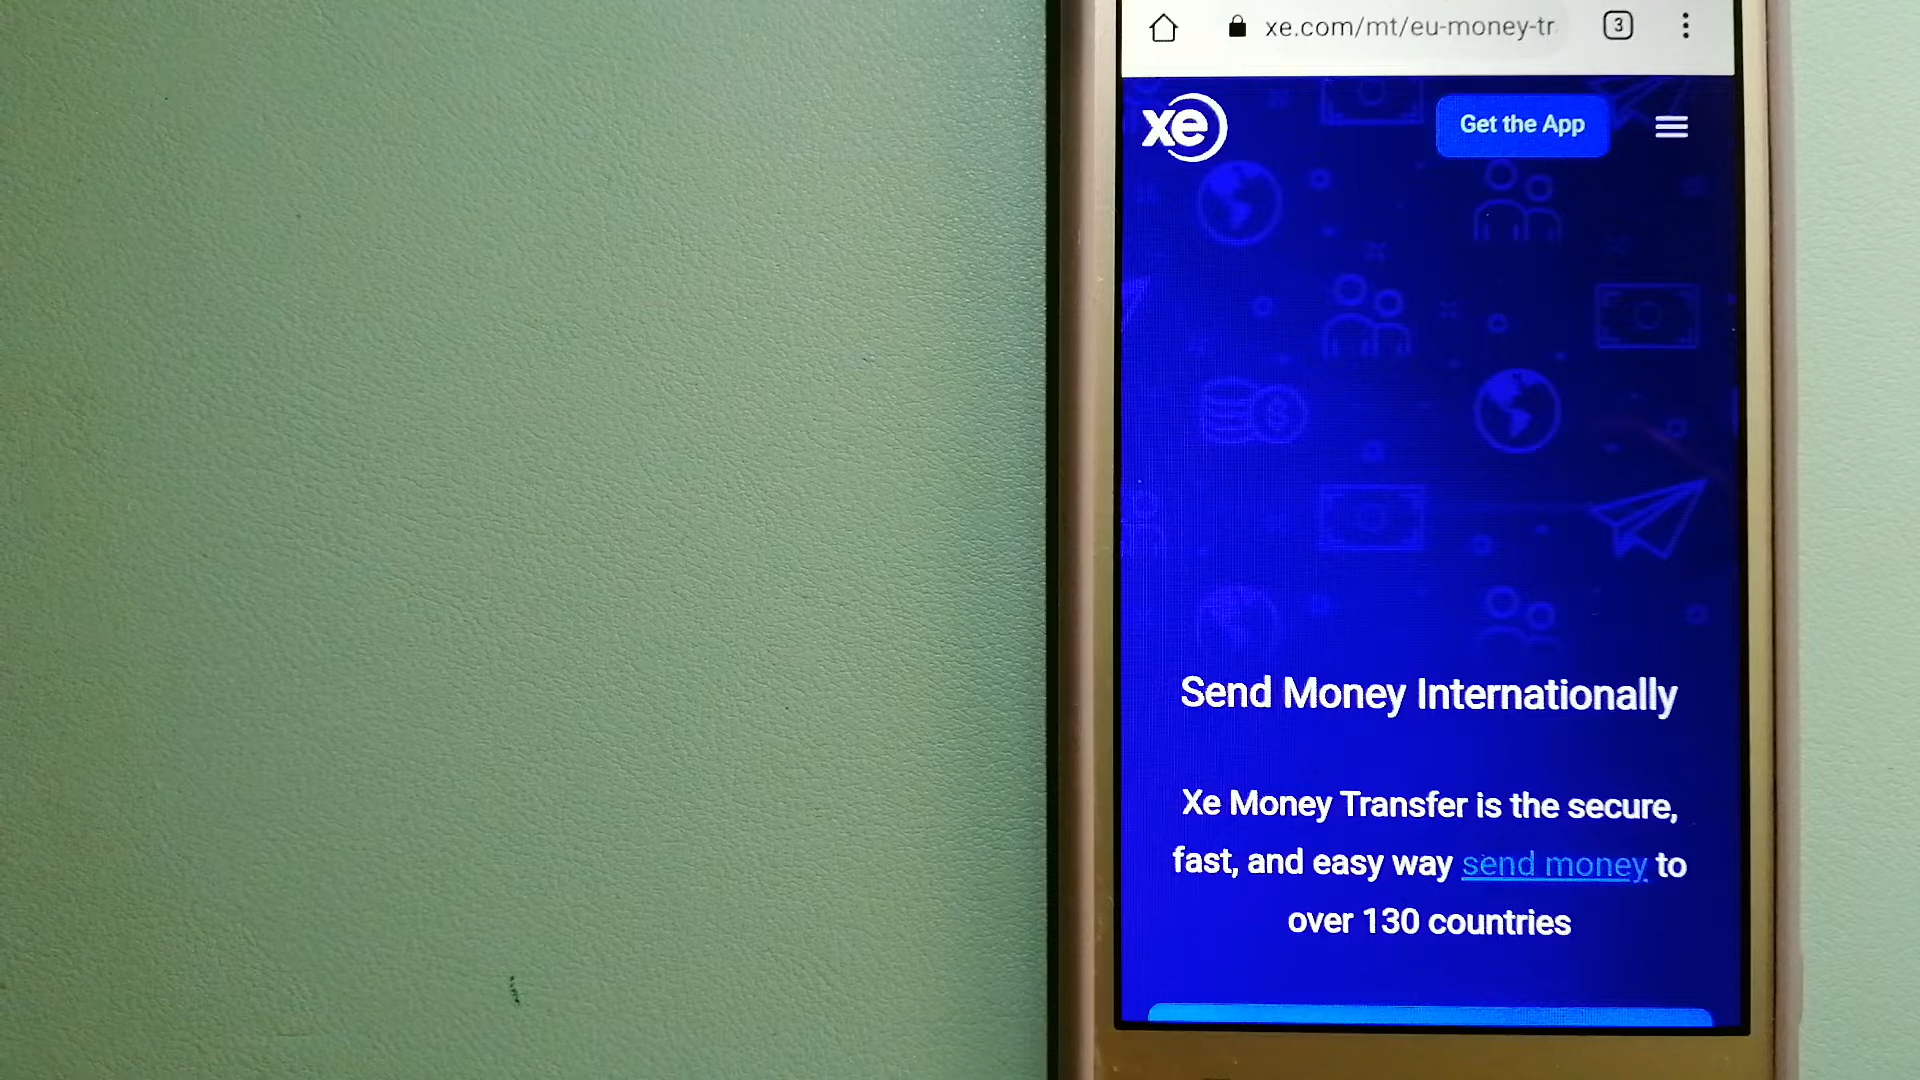 xe.com/mt/eu-money-tr
3
xe
Get the App
Send Money Internationally
Xe Money Transfer is the secure,
fast, and easy way send money to
over 130 countries